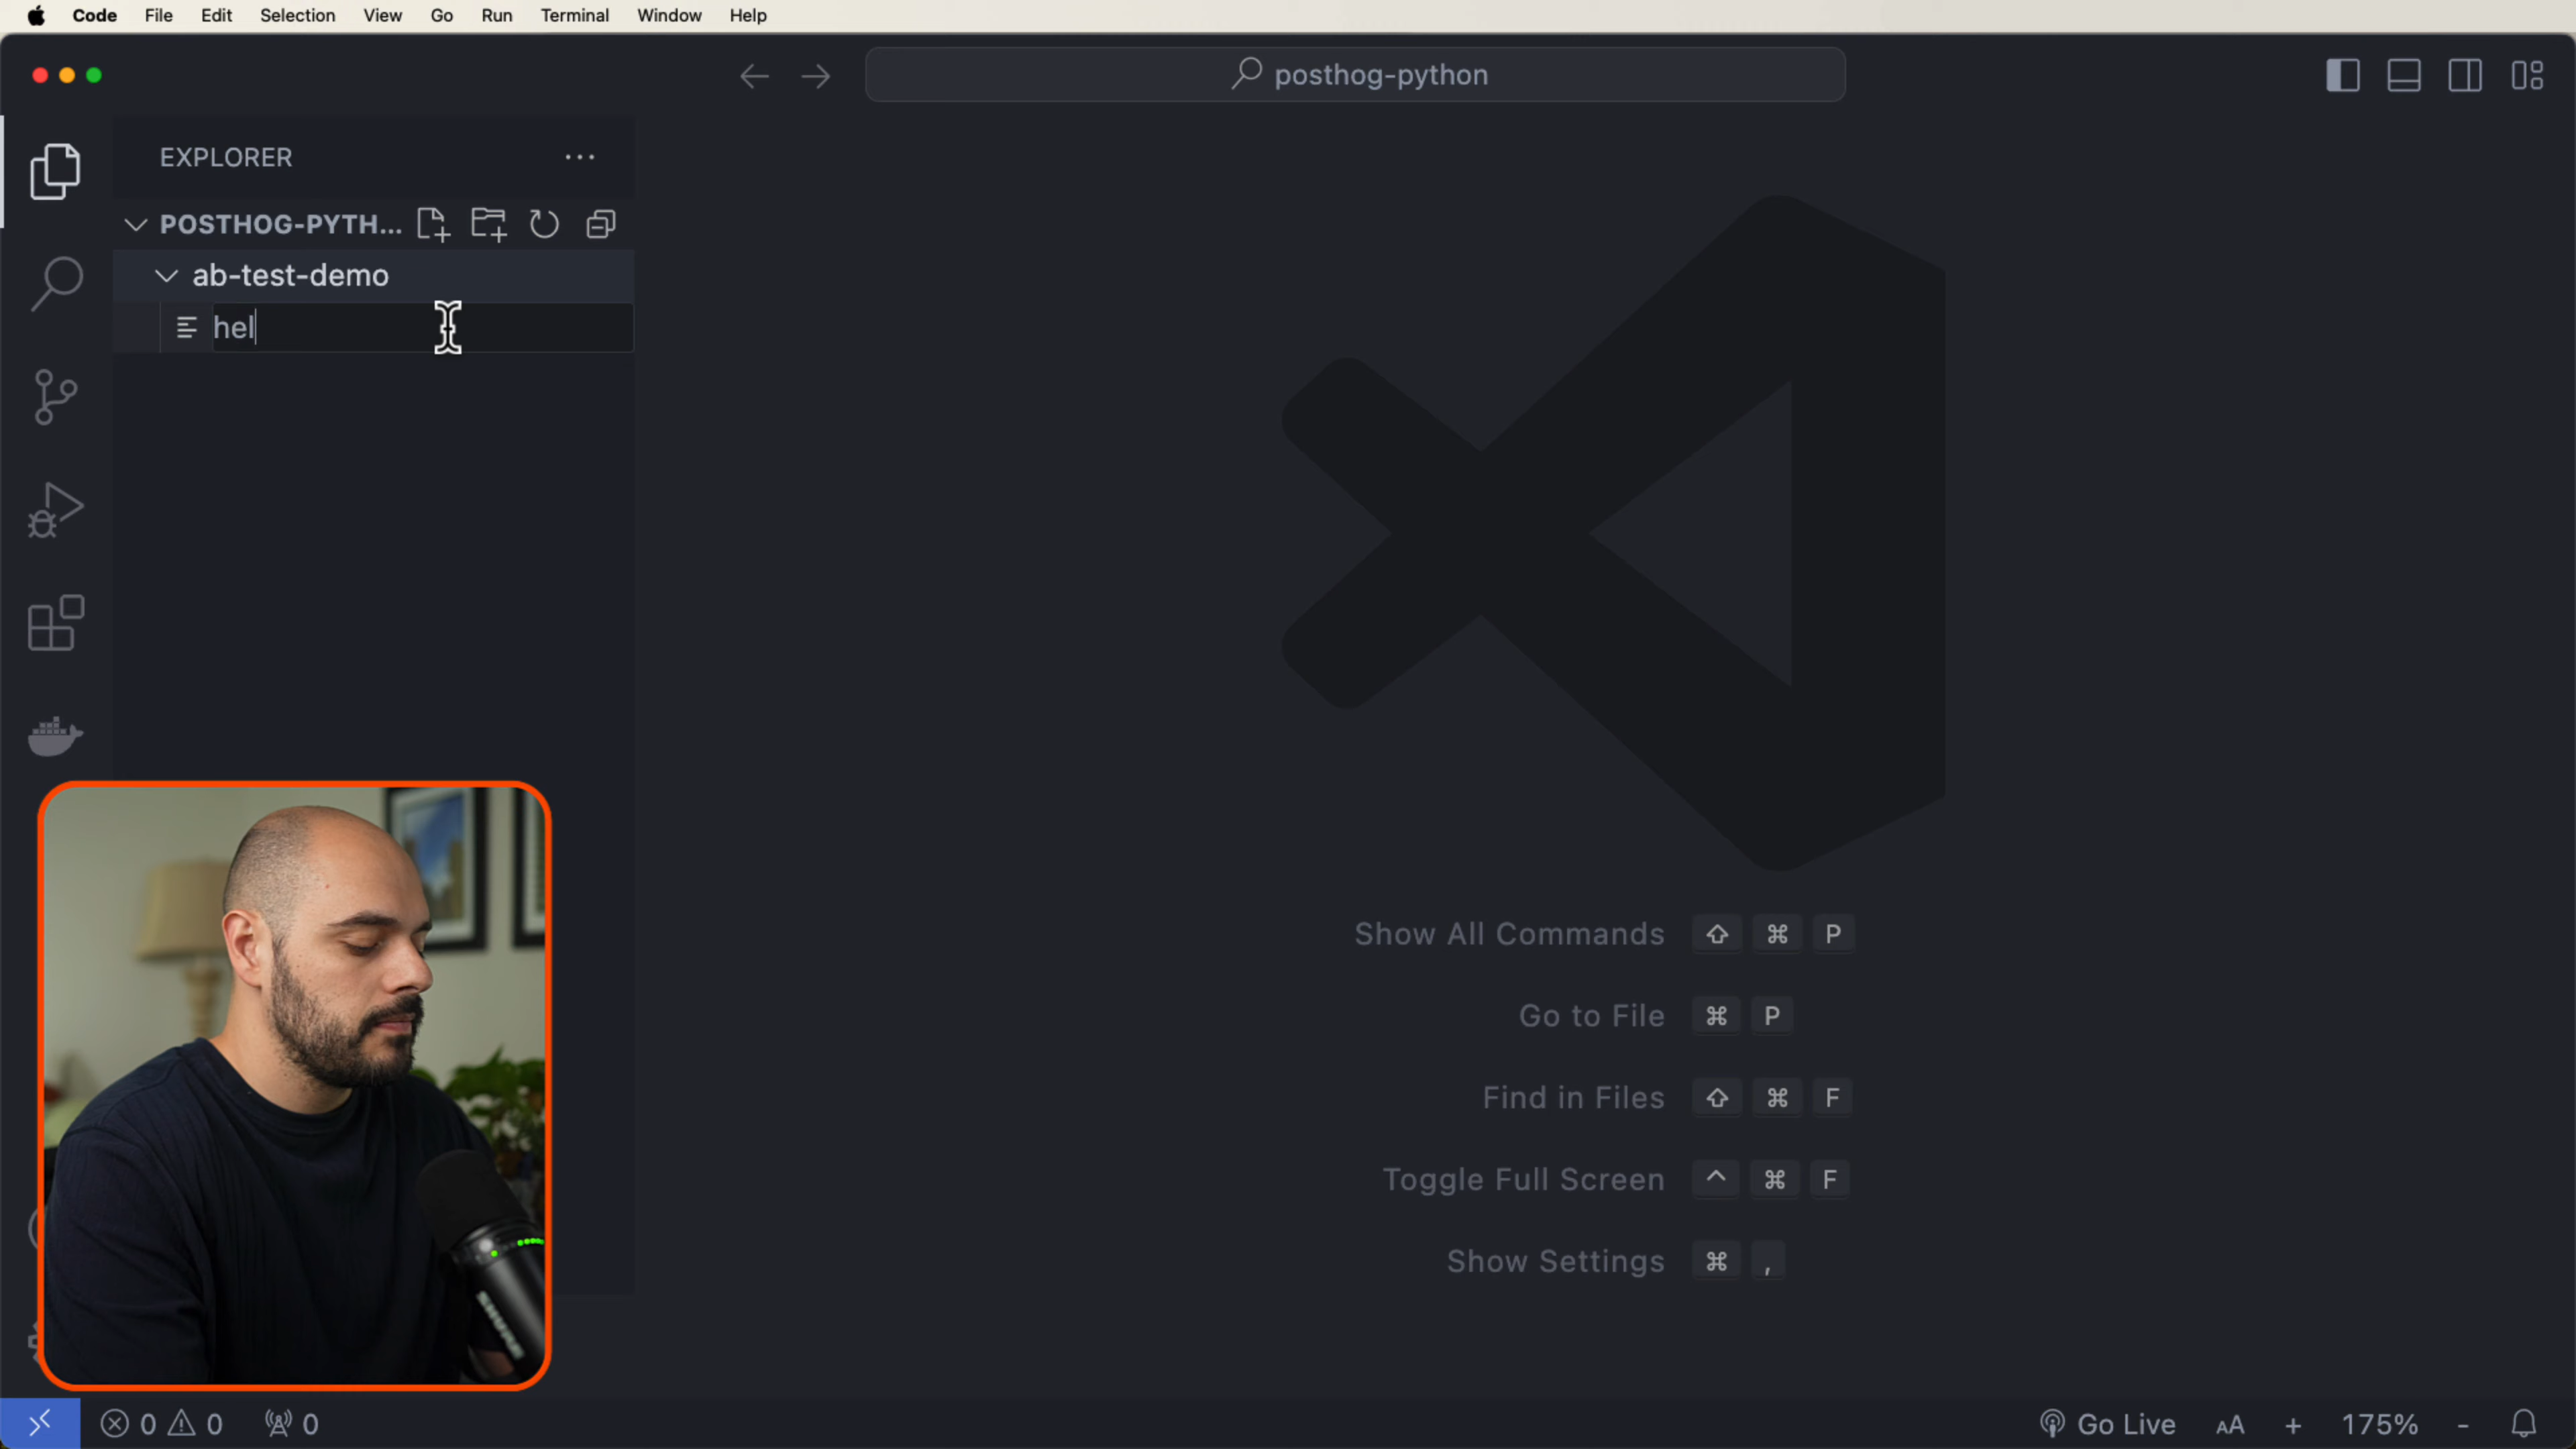 Code File Edit Selection View Go Run Terminal Window Help
posthog-python
EXPLORER
POSTHOG-PYTH...
ab-test-demo
hel
Show All Commands ⇧ ⌘ P
Go to File ⌘ P
Find in Files ⇧ ⌘ F
Toggle Full Screen ^ ⌘ F
Show Settings ⌘ ,
SHURE
0 0 0 Go Live AA + 175% -